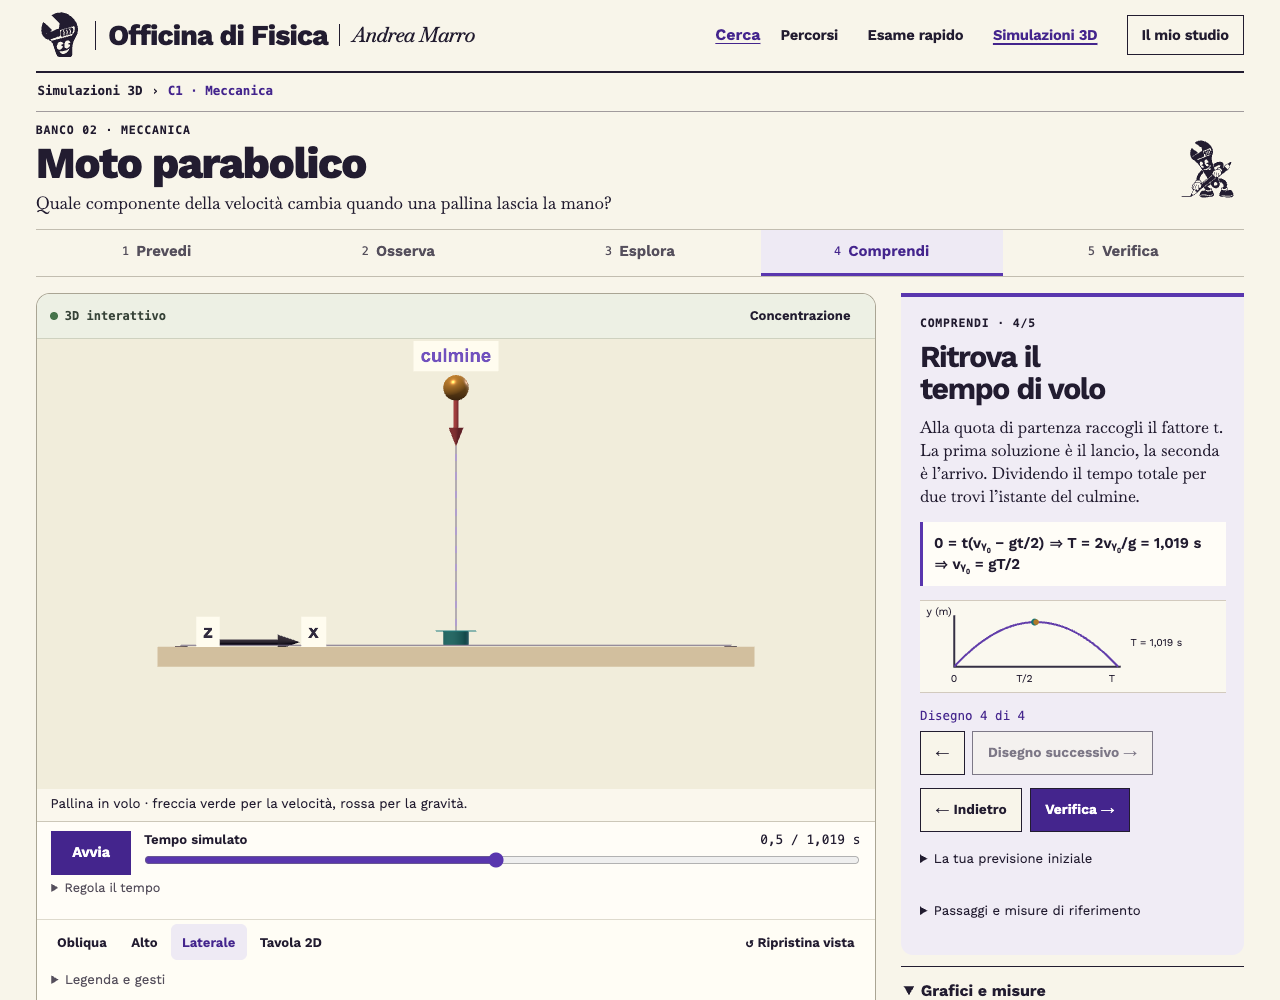 Officina di Fisica
Andrea Marro
Cerca
Percorsi
Esame rapido
Simulazioni 3D
Il mio studio
Simulazioni 3D › C1 · Meccanica
BANCO 02 · MECCANICA
Moto parabolico
Quale componente della velocità cambia quando una pallina lascia la mano?
1 Prevedi
2 Osserva
3 Esplora
4 Comprendi
5 Verifica
3D interattivo
Concentrazione
culmine
Z
X
Pallina in volo · freccia verde per la velocità, rossa per la gravità.
Avvia
Tempo simulato
0,5 / 1,019 s
Regola il tempo
Obliqua
Alto
Laterale
Tavola 2D
↺ Ripristina vista
Legenda e gesti
COMPRENDI · 4/5
Ritrova il
tempo di volo
Alla quota di partenza raccogli il fattore t.
La prima soluzione è il lancio, la seconda
è l’arrivo. Dividendo il tempo totale per
due trovi l’istante del culmine.
0 = t(vY0 − gt/2) ⇒ T = 2vY0/g = 1,019 s
⇒ vY0 = gT/2
y (m)
T = 1,019 s
0
T/2
T
Disegno 4 di 4
←
Disegno successivo →
← Indietro
Verifica →
La tua previsione iniziale
Passaggi e misure di riferimento
Grafici e misure